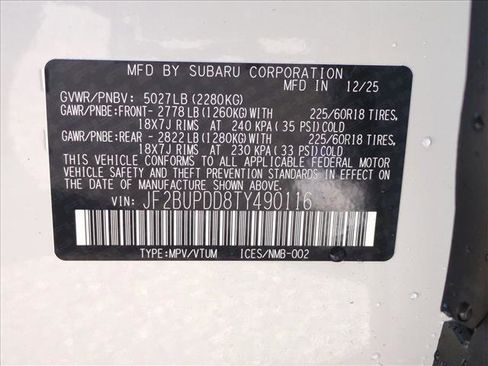 MFD BY SUBARU CORPORATION
MFD IN 12/25
GVWR/PNBV: 5027LB(2280KG)
GAWR/PNBE:FRONT- 2778LB(1260KG)WITH 225/60R18 TIRES,
18X7J RIMS AT 240 KPA(35 PSI)COLD
GAWR/PNBE:REAR - 2822LB(1280KG)WITH 225/60R18 TIRES,
18X7J RIMS AT 230 KPA(33 PSI)COLD
THIS VEHICLE CONFORMS TO ALL APPLICABLE FEDERAL MOTOR
VEHICLE SAFETY AND THEFT PREVENTION STANDARDS IN
EFFECT ON THE DATE OF MANUFACTURE SHOWN ABOVE.
VIN: JF2BUPDD8TY490116
TYPE:MPV/VTUM ICES/NMB-002